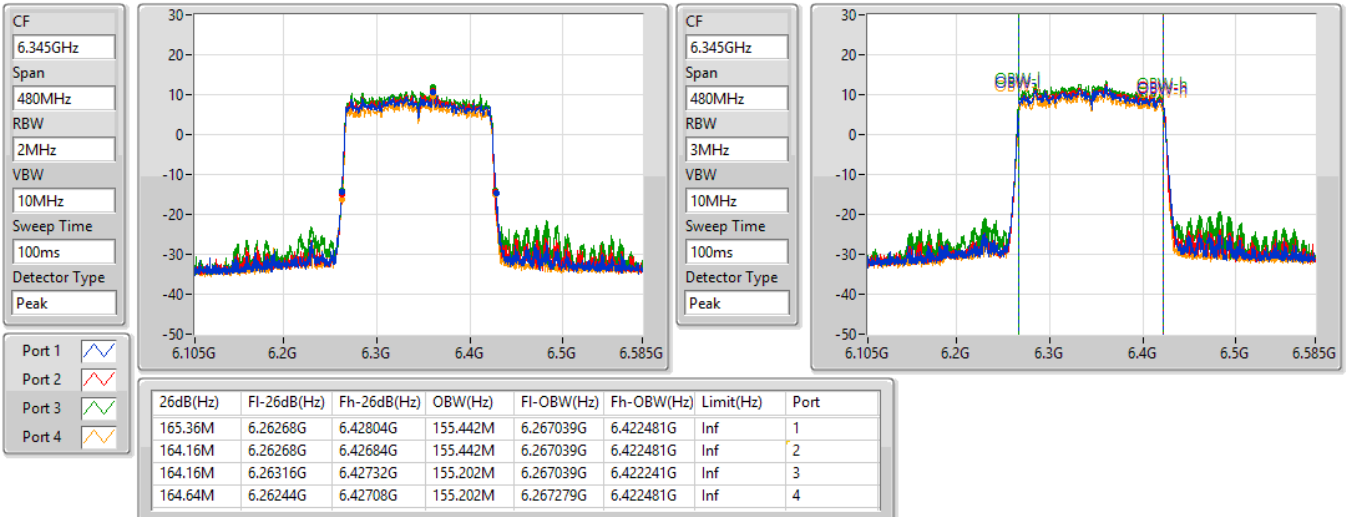 CF
6.345GHz
Span
480MHz
RBW
2MHz
VBW
10MHz
Sweep Time
100ms
Detector Type
Peak
30
20
10
0
-10
-20
-30
-40
-50
6.105G 6.2G 6.3G 6.4G 6.5G 6.585G
CF
6.345GHz
Span
480MHz
RBW
3MHz
VBW
10MHz
Sweep Time
100ms
Detector Type
Peak
30
20
10
0
-10
-20
-30
-40
-50
OBW-l OBW-h
6.105G 6.2G 6.3G 6.4G 6.5G 6.585G
Port 1
Port 2
Port 3
Port 4
26dB(Hz) Fl-26dB(Hz) Fh-26dB(Hz) OBW(Hz) Fl-OBW(Hz) Fh-OBW(Hz) Limit(Hz) Port
165.36M 6.26268G 6.42804G 155.442M 6.267039G 6.422481G Inf 1
164.16M 6.26268G 6.42684G 155.442M 6.267039G 6.422481G Inf 2
164.16M 6.26316G 6.42732G 155.202M 6.267039G 6.422241G Inf 3
164.64M 6.26244G 6.42708G 155.202M 6.267279G 6.422481G Inf 4